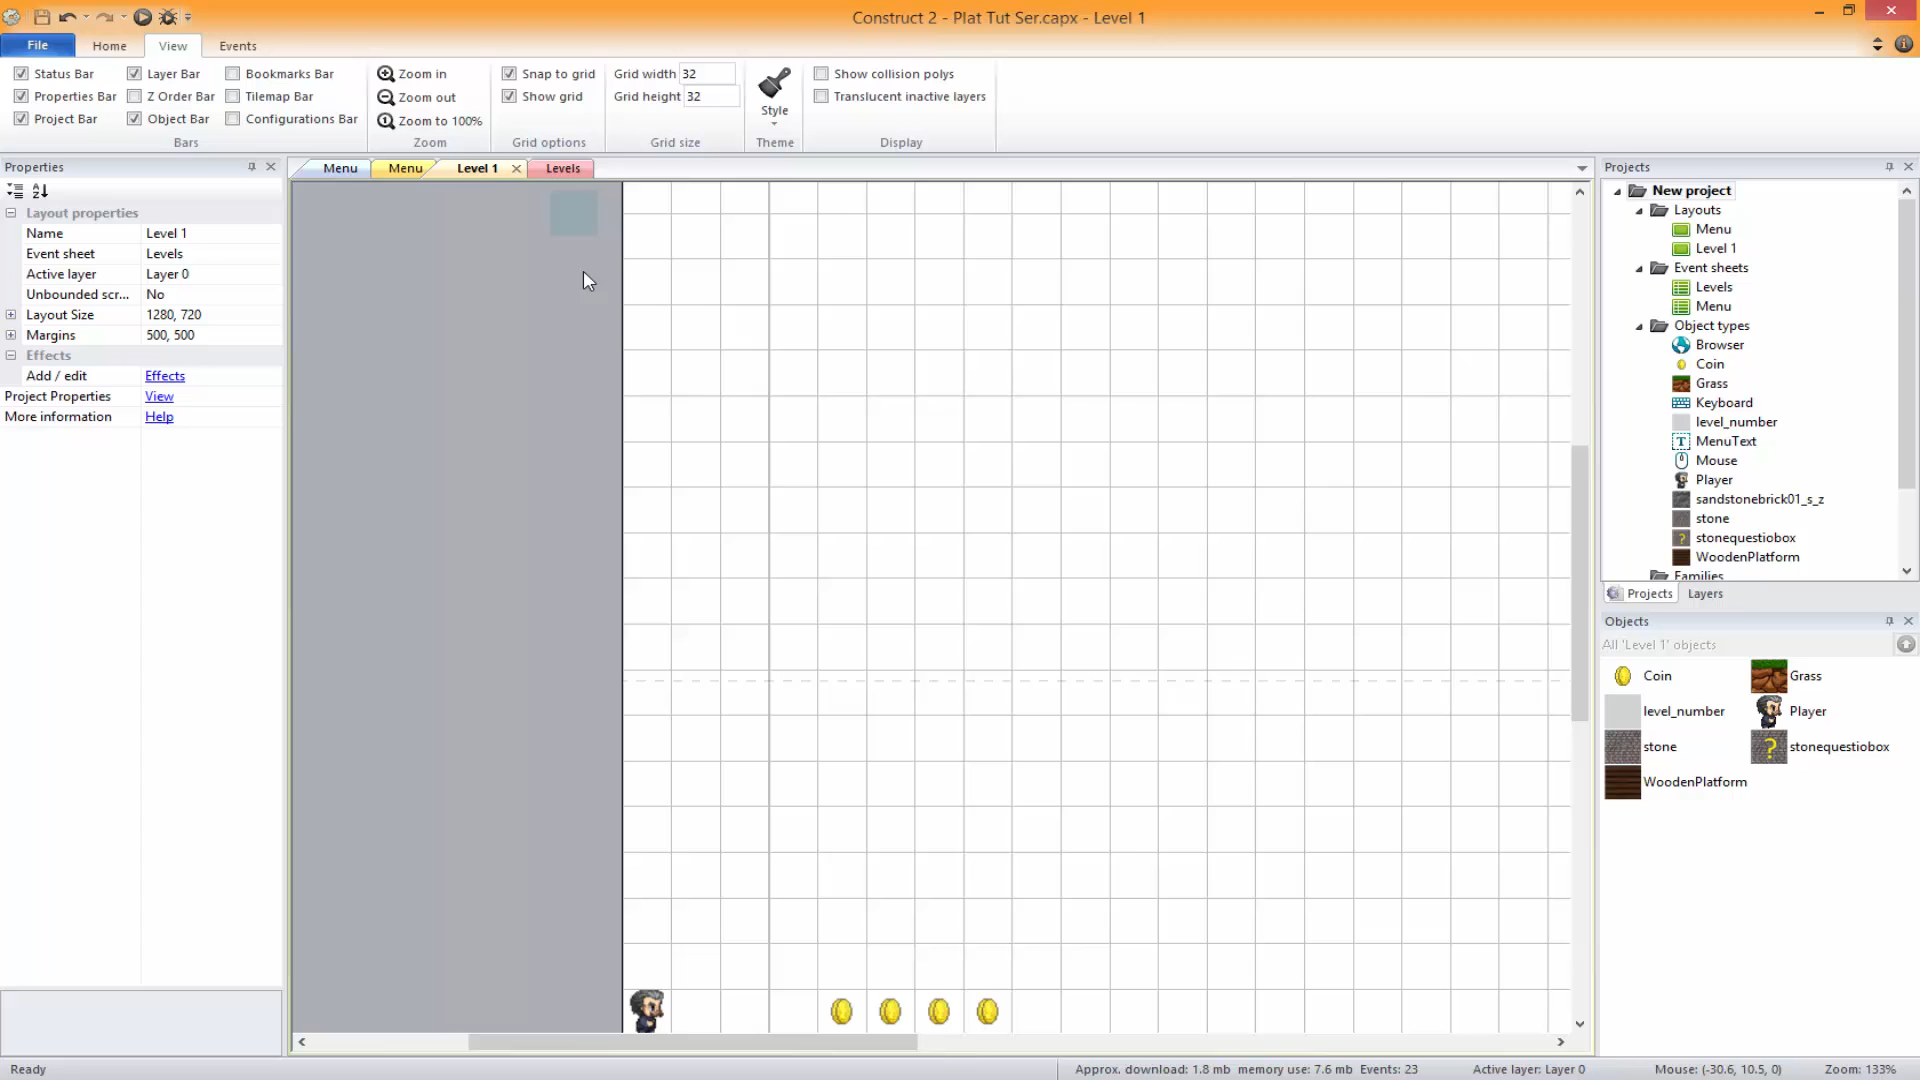 Construct 2 - Plat Tut Ser.capx - Level 1
File Home View Events
Status Bar Layer Bar Bookmarks Bar Zoom in Snap to grid Grid width 32 Show collision polys
Properties Bar Z Order Bar Tilemap Bar Zoom out Show grid Grid height 32 Translucent inactive layers
Style
Project Bar Object Bar Configurations Bar Zoom to 100%
Bars Zoom Grid options Grid size Theme Display
Properties
Menu Menu Level 1 Levels
Projects
Layout properties
Name Level 1
Event sheet Levels
Active layer Layer 0
Unbounded scr... No
Layout Size 1280, 720
Margins 500, 500
Effects
Add / edit Effects
Project Properties View
More information Help
New project
Layouts
Menu
Level 1
Event sheets
Levels
Menu
Object types
Browser
Coin
Grass
Keyboard
level_number
T MenuText
Mouse
Player
sandstonebrick01_s_z
stone
? stonequestiobox
WoodenPlatform
Families
Projects Layers
Objects
All 'Level 1' objects
Coin Grass
level_number Player
stone ? stonequestiobox
WoodenPlatform
Ready Approx. download: 1.8 mb memory use: 7.6 mb Events: 23 Active layer: Layer 0 Mouse: (-30.6, 10.5, 0) Zoom: 133%